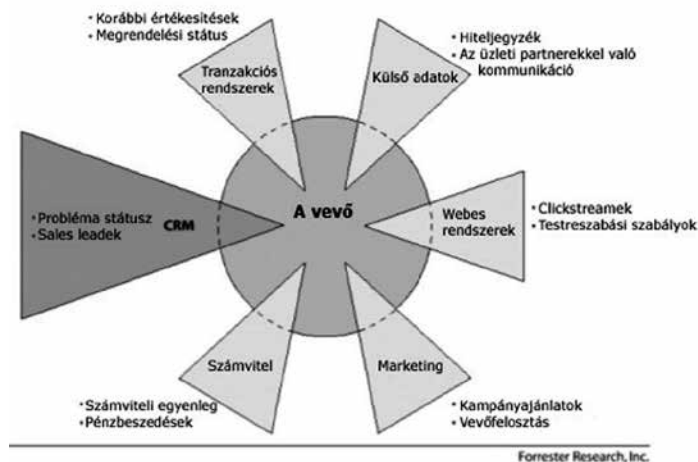 • Korábbi értékesítések
• Megrendelési státus
Tranzakciós
rendszerek
Külső adatok
• Hiteljegyzék
• Az üzleti partnerekkel való
kommunikáció
• Probléma státusz
• Sales leadek
CRM
A vevő
Webes
rendszerek
• Clickstreamek
• Testreszabási szabályok
Számvitel
• Számviteli egyenleg
• Pénzbeszedések
Marketing
• Kampányajánlatok
• Vevőfelosztás
Forrester Research, Inc.